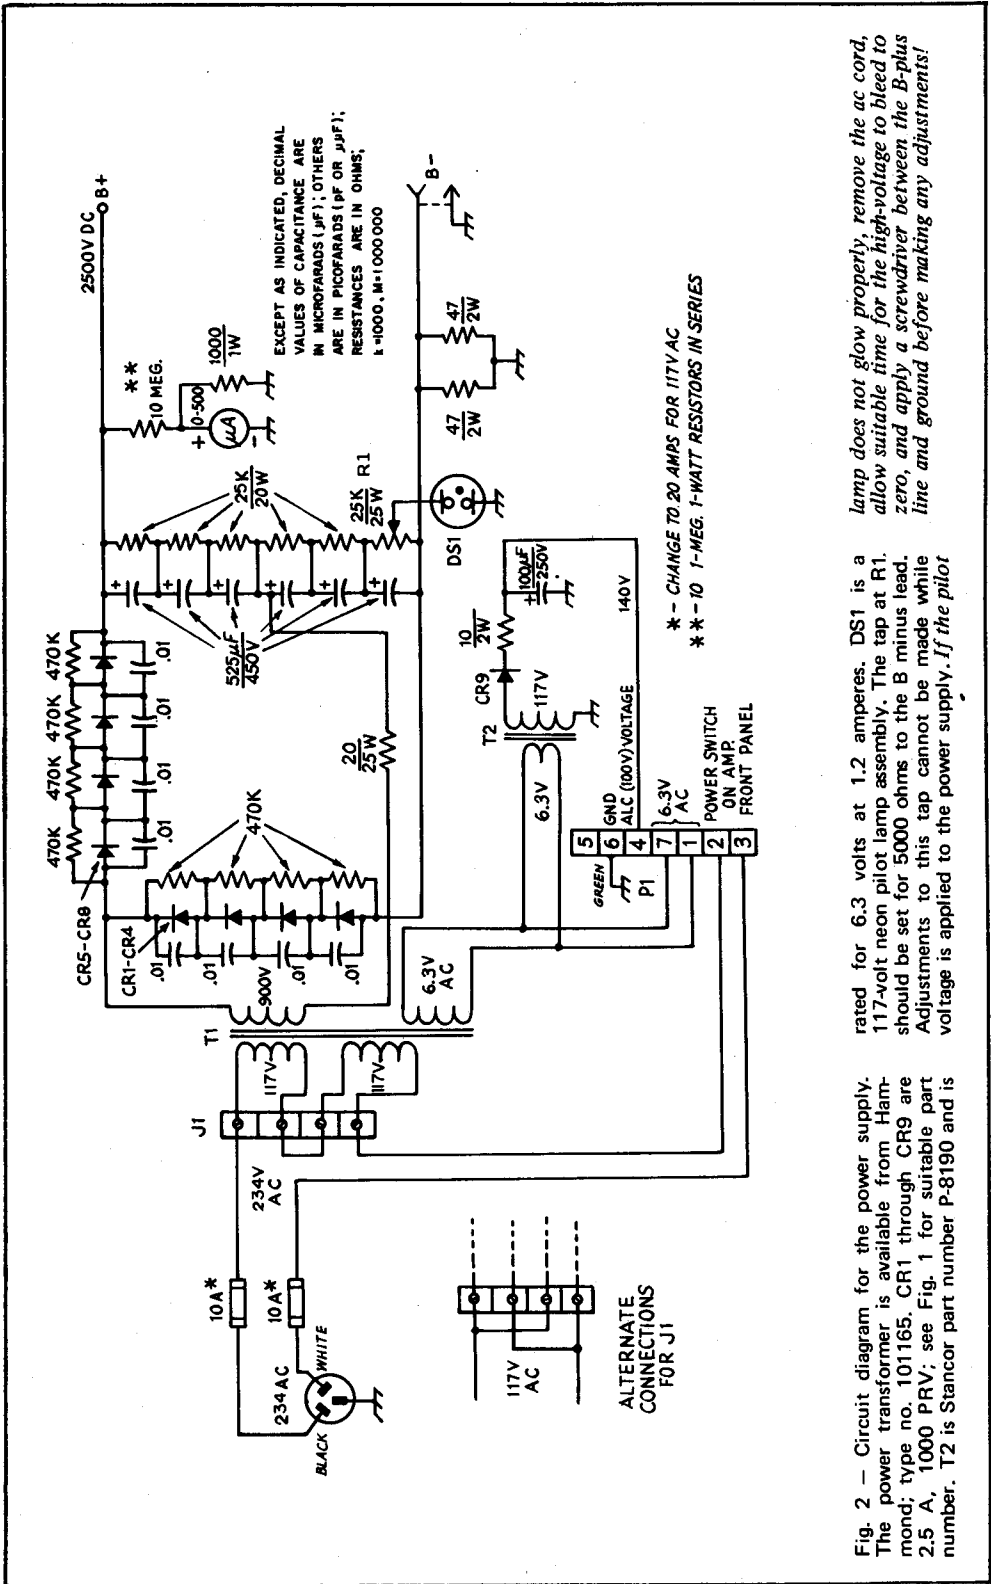 2500V DC
B+
EXCEPT AS INDICATED, DECIMAL
VALUES OF CAPACITANCE ARE
IN MICROFARADS (µF); OTHERS
ARE IN PICOFARADS (pF OR µµF);
RESISTANCES ARE IN OHMS;
k=1000, M=1000000
**
10 MEG.
0-500
+
µA
-
1000
1W
B-
47
2W
47
2W
470K
470K
470K
470K
.01
.01
.01
.01
CR5-CR8
CR1-CR4
+
+
+
+
+
+
525µF
450V
25K
20W
25K
25W
R1
DS1
20
25W
470K
.01
.01
.01
.01
T1
900V
6.3V
AC
117V
117V
J1
234V
AC
10A*
10A*
234 AC
WHITE
BLACK
117V
AC
ALTERNATE
CONNECTIONS
FOR J1
T2
6.3V
117V
CR9
10
2W
+
100µF
250V
140V
GREEN
P1
5
6
4
7
1
2
3
GND
ALC (100V) VOLTAGE
6.3V
AC
POWER SWITCH
ON AMP.
FRONT PANEL
* - CHANGE TO 20 AMPS FOR 117V AC
** - 10 1-MEG. 1-WATT RESISTORS IN SERIES
Fig. 2 — Circuit diagram for the power supply.
The power transformer is available from Ham-
mond; type no. 101165. CR1 through CR9 are
2.5 A, 1000 PRV; see Fig. 1 for suitable part
number. T2 is Stancor part number P-8190 and is
rated for 6.3 volts at 1.2 amperes. DS1 is a
117-volt neon pilot lamp assembly. The tap at R1
should be set for 5000 ohms to the B minus lead.
Adjustments to this tap cannot be made while
voltage is applied to the power supply. If the pilot
lamp does not glow properly, remove the ac cord,
allow suitable time for the high-voltage to bleed to
zero, and apply a screwdriver between the B-plus
line and ground before making any adjustments!